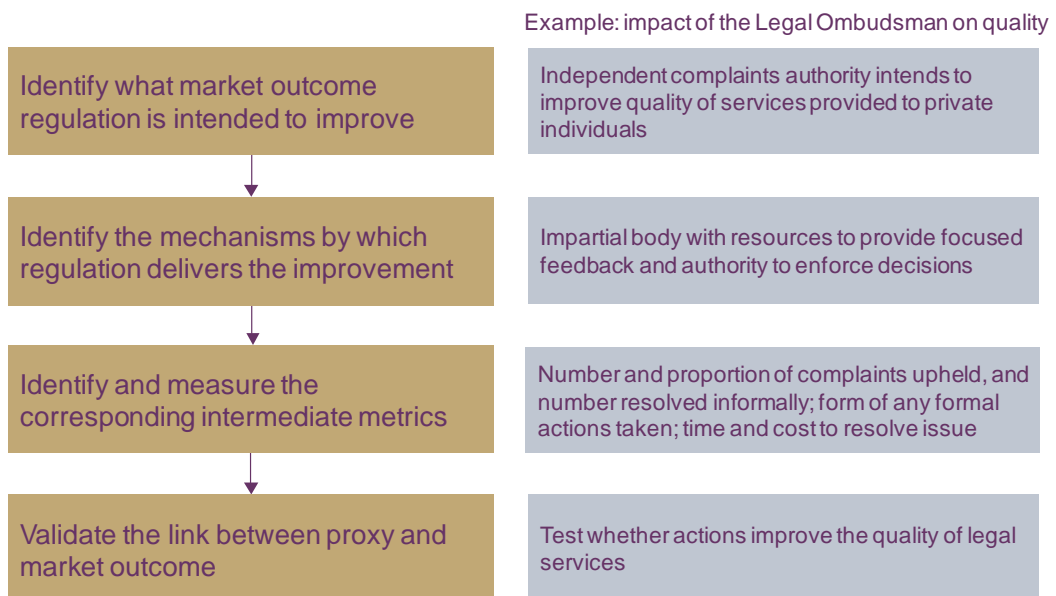 Example: impact of the Legal Ombudsman on quality
Identify what market outcome
regulation is intended to improve
Independent complaints authority intends to
improve quality of services provided to private
individuals
Identify the mechanisms by which
regulation delivers the improvement
Impartial body with resources to provide focused
feedback and authority to enforce decisions
Identify and measure the
corresponding intermediate metrics
Number and proportion of complaints upheld, and
number resolved informally; form of any formal
actions taken; time and cost to resolve issue
Validate the link between proxy and
market outcome
Test whether actions improve the quality of legal
services